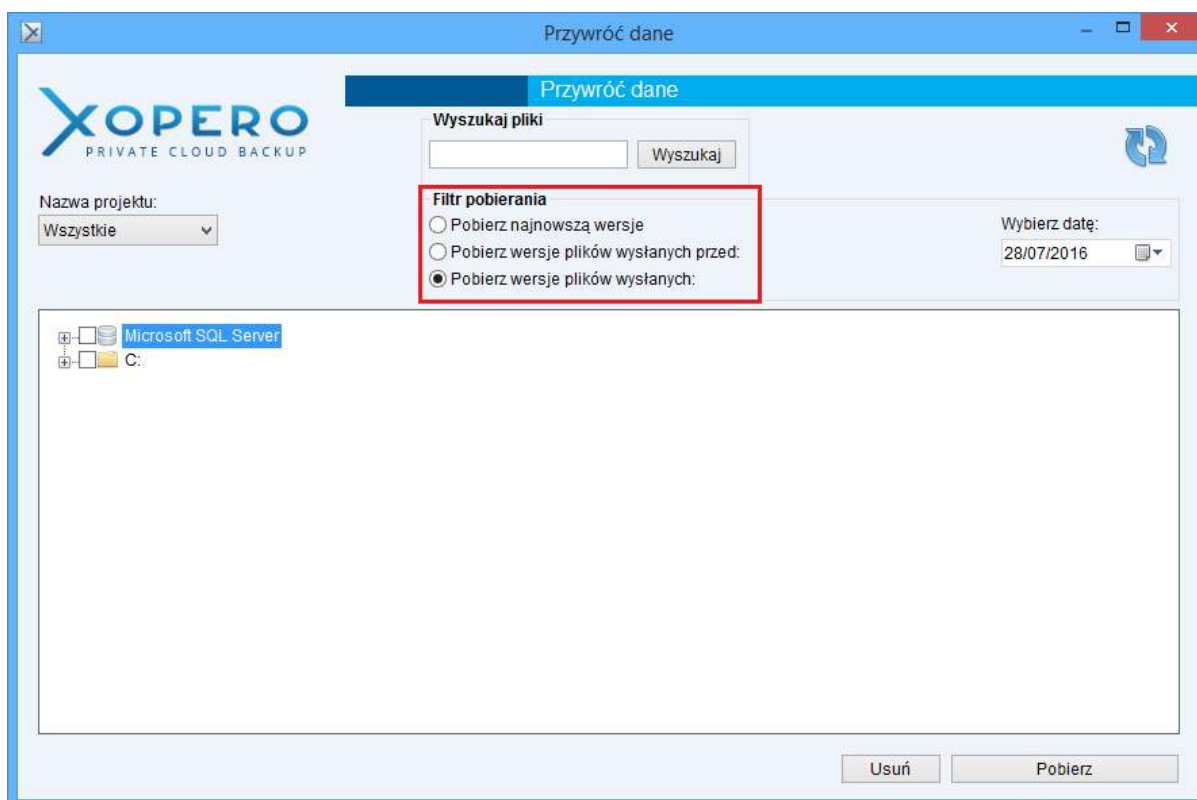 Przywróć dane
Przywróć dane
XOPERO
PRIVATE CLOUD BACKUP
Wyszukaj pliki
Wyszukaj
Nazwa projektu:
Wszystkie
Filtr pobierania
Pobierz najnowszą wersje
Pobierz wersje plików wysłanych przed:
Pobierz wersje plików wysłanych:
Wybierz datę:
28/07/2016
Microsoft SQL Server
C:
Usuń
Pobierz